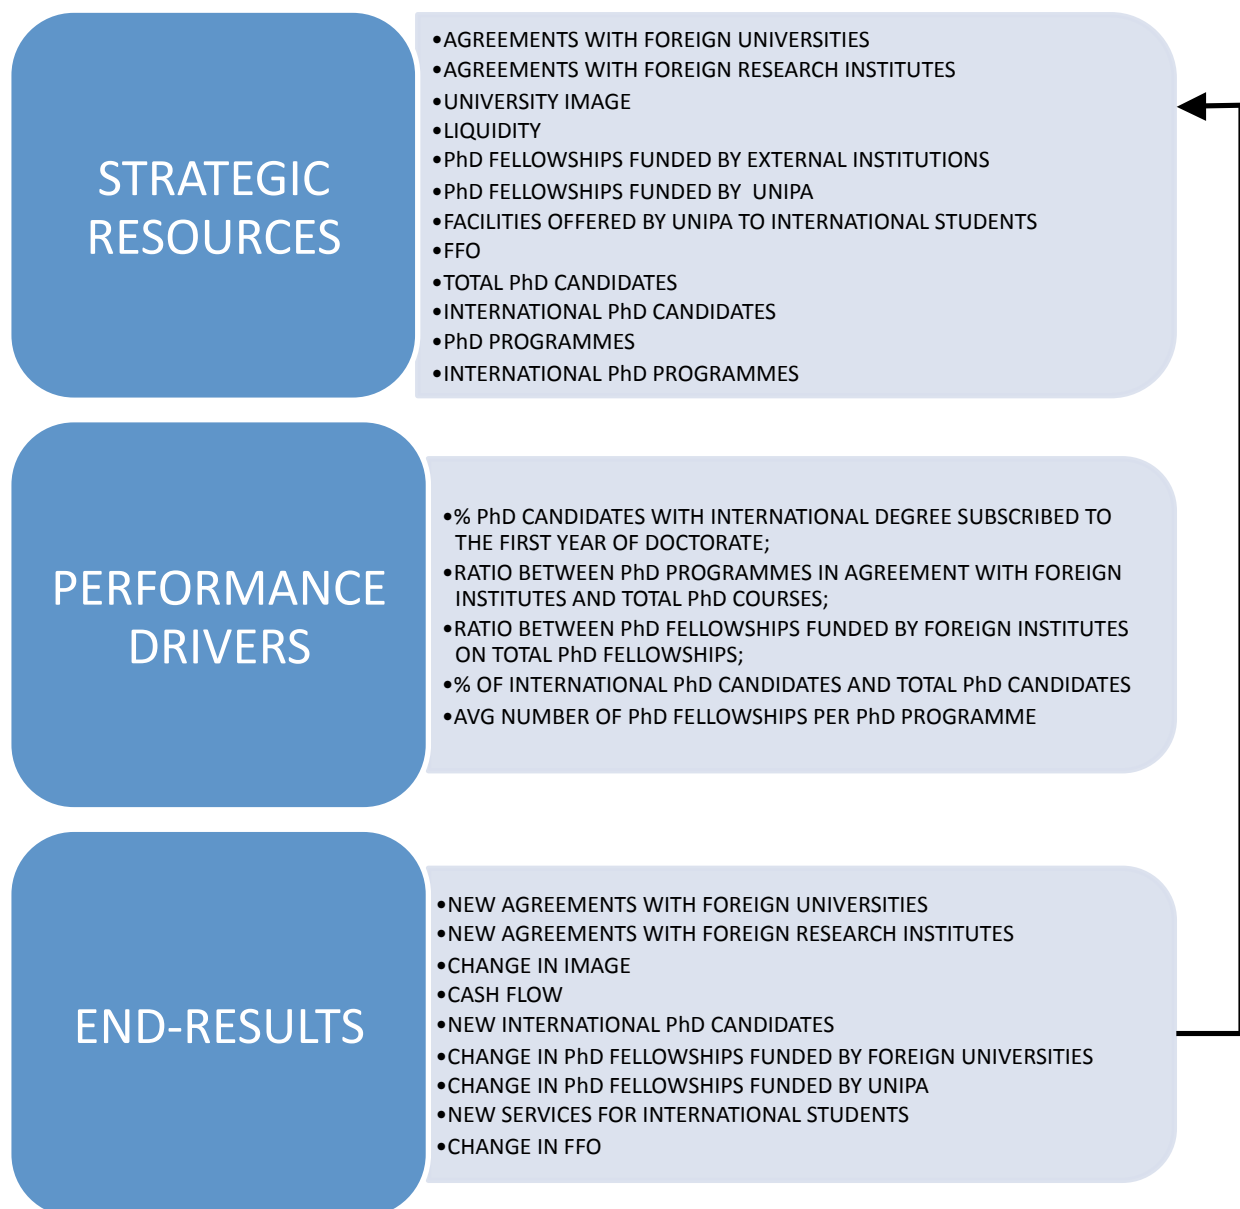 STRATEGIC
RESOURCES
•AGREEMENTS WITH FOREIGN UNIVERSITIES
•AGREEMENTS WITH FOREIGN RESEARCH INSTITUTES
•UNIVERSITY IMAGE
•LIQUIDITY
•PhD FELLOWSHIPS FUNDED BY EXTERNAL INSTITUTIONS
•PhD FELLOWSHIPS FUNDED BY UNIPA
•FACILITIES OFFERED BY UNIPA TO INTERNATIONAL STUDENTS
•FFO
•TOTAL PhD CANDIDATES
•INTERNATIONAL PhD CANDIDATES
•PhD PROGRAMMES
•INTERNATIONAL PhD PROGRAMMES
PERFORMANCE
DRIVERS
•% PhD CANDIDATES WITH INTERNATIONAL DEGREE SUBSCRIBED TO
THE FIRST YEAR OF DOCTORATE;
•RATIO BETWEEN PhD PROGRAMMES IN AGREEMENT WITH FOREIGN
INSTITUTES AND TOTAL PhD COURSES;
•RATIO BETWEEN PhD FELLOWSHIPS FUNDED BY FOREIGN INSTITUTES
ON TOTAL PhD FELLOWSHIPS;
•% OF INTERNATIONAL PhD CANDIDATES AND TOTAL PhD CANDIDATES
•AVG NUMBER OF PhD FELLOWSHIPS PER PhD PROGRAMME
END-RESULTS
•NEW AGREEMENTS WITH FOREIGN UNIVERSITIES
•NEW AGREEMENTS WITH FOREIGN RESEARCH INSTITUTES
•CHANGE IN IMAGE
•CASH FLOW
•NEW INTERNATIONAL PhD CANDIDATES
•CHANGE IN PhD FELLOWSHIPS FUNDED BY FOREIGN UNIVERSITIES
•CHANGE IN PhD FELLOWSHIPS FUNDED BY UNIPA
•NEW SERVICES FOR INTERNATIONAL STUDENTS
•CHANGE IN FFO